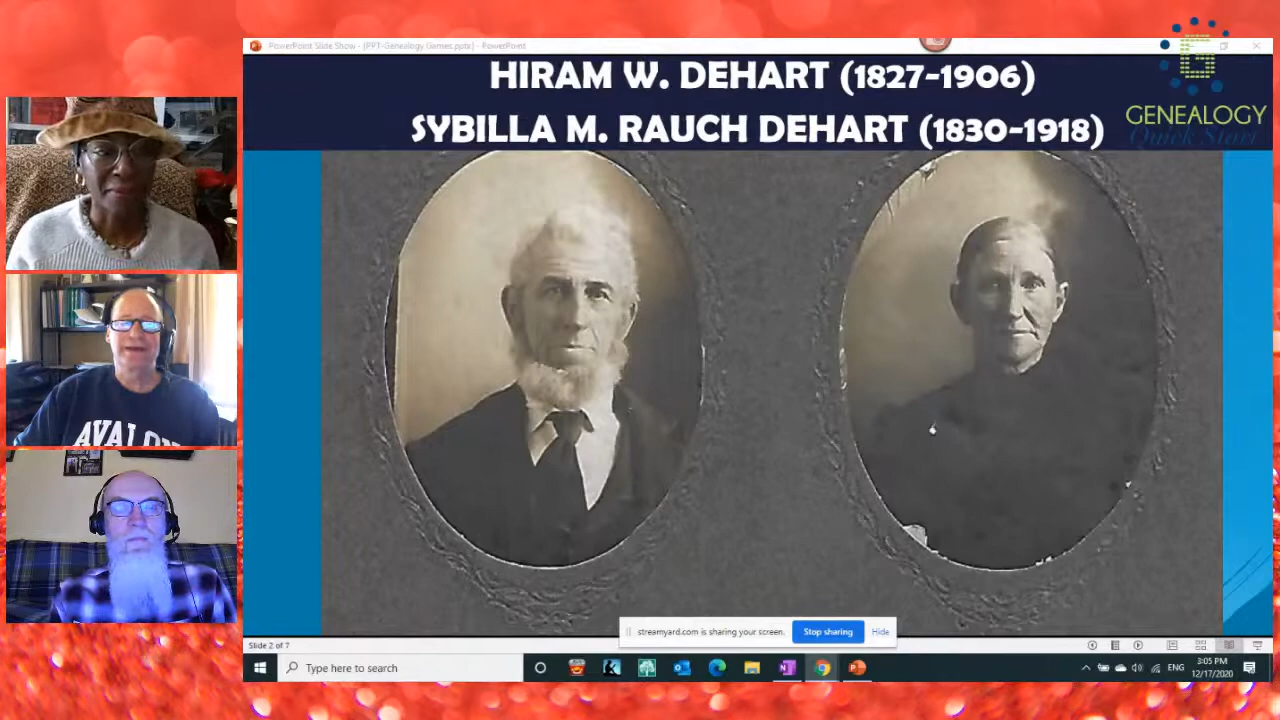 PowerPoint Slide Show - [PPT-Genealogy Genies.pptx] - PowerPoint
HIRAM W. DEHART (1827-1906)
SYBILLA M. RAUCH DEHART (1830-1918)
G
GENEALOGY
Quick Start
AVALON
streamyard.com is sharing your screen.
Stop sharing
Hide
Slide 2 of 7
Type here to search
ENG
3:05 PM
12/17/2020